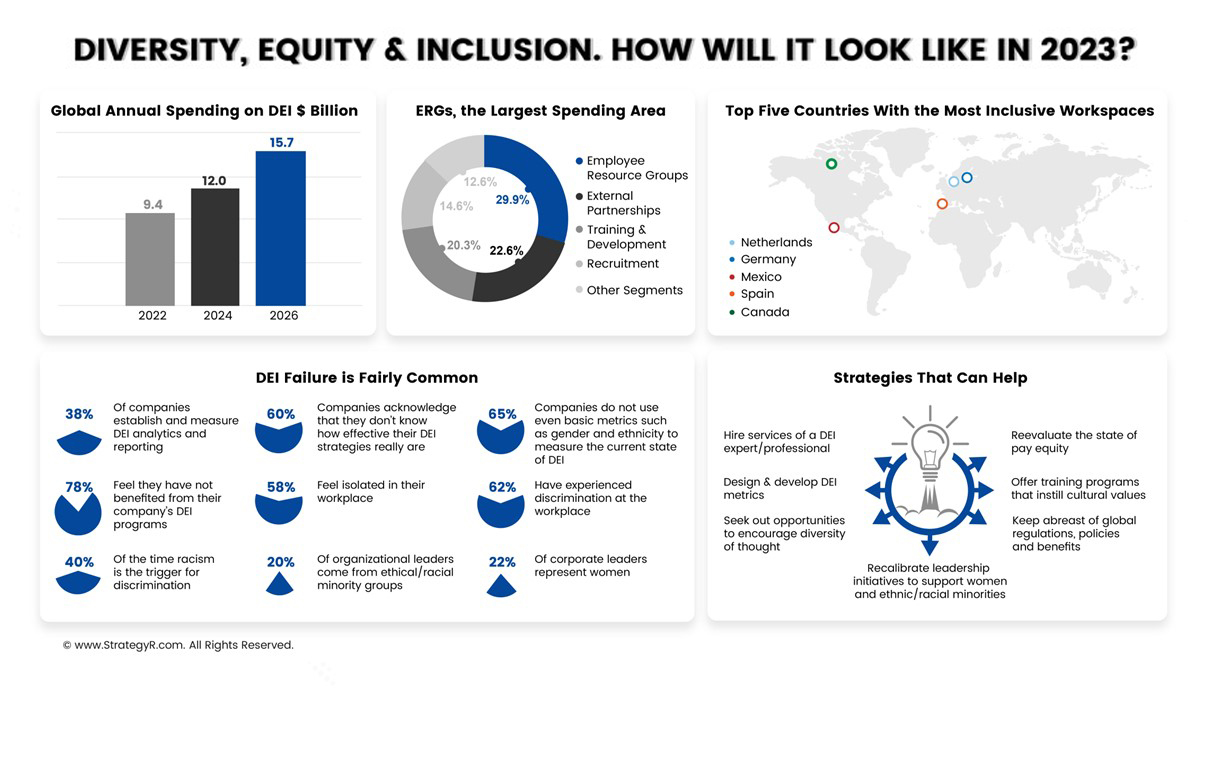 DIVERSITY, EQUITY & INCLUSION. HOW WILL IT LOOK LIKE IN 2023?
Global Annual Spending on DEI $ Billion
15.7
12.0
9.4
2022
2024
2026
ERGs, the Largest Spending Area
12.6%
14.6%
29.9%
20.3%
22.6%
Employee
Resource Groups
External
Partnerships
Training &
Development
Recruitment
Other Segments
Top Five Countries With the Most Inclusive Workspaces
Netherlands
Germany
Mexico
Spain
Canada
DEI Failure is Fairly Common
38%
Of companies
establish and measure
DEI analytics and
reporting
60%
Companies acknowledge
that they don't know
how effective their DEI
strategies really are
65%
Companies do not use
even basic metrics such
as gender and ethnicity to
measure the current state
of DEI
78%
Feel they have not
benefited from their
company's DEI
programs
58%
Feel isolated in their
workplace
62%
Have experienced
discrimination at the
workplace
40%
Of the time racism
is the trigger for
discrimination
20%
Of organizational leaders
come from ethical/racial
minority groups
22%
Of corporate leaders
represent women
Strategies That Can Help
Hire services of a DEI
expert/professional
Design & develop DEI
metrics
Seek out opportunities
to encourage diversity
of thought
Reevaluate the state of
pay equity
Offer training programs
that instill cultural values
Keep abreast of global
regulations, policies
and benefits
Recalibrate leadership
initiatives to support women
and ethnic/racial minorities
© www.StrategyR.com. All Rights Reserved.